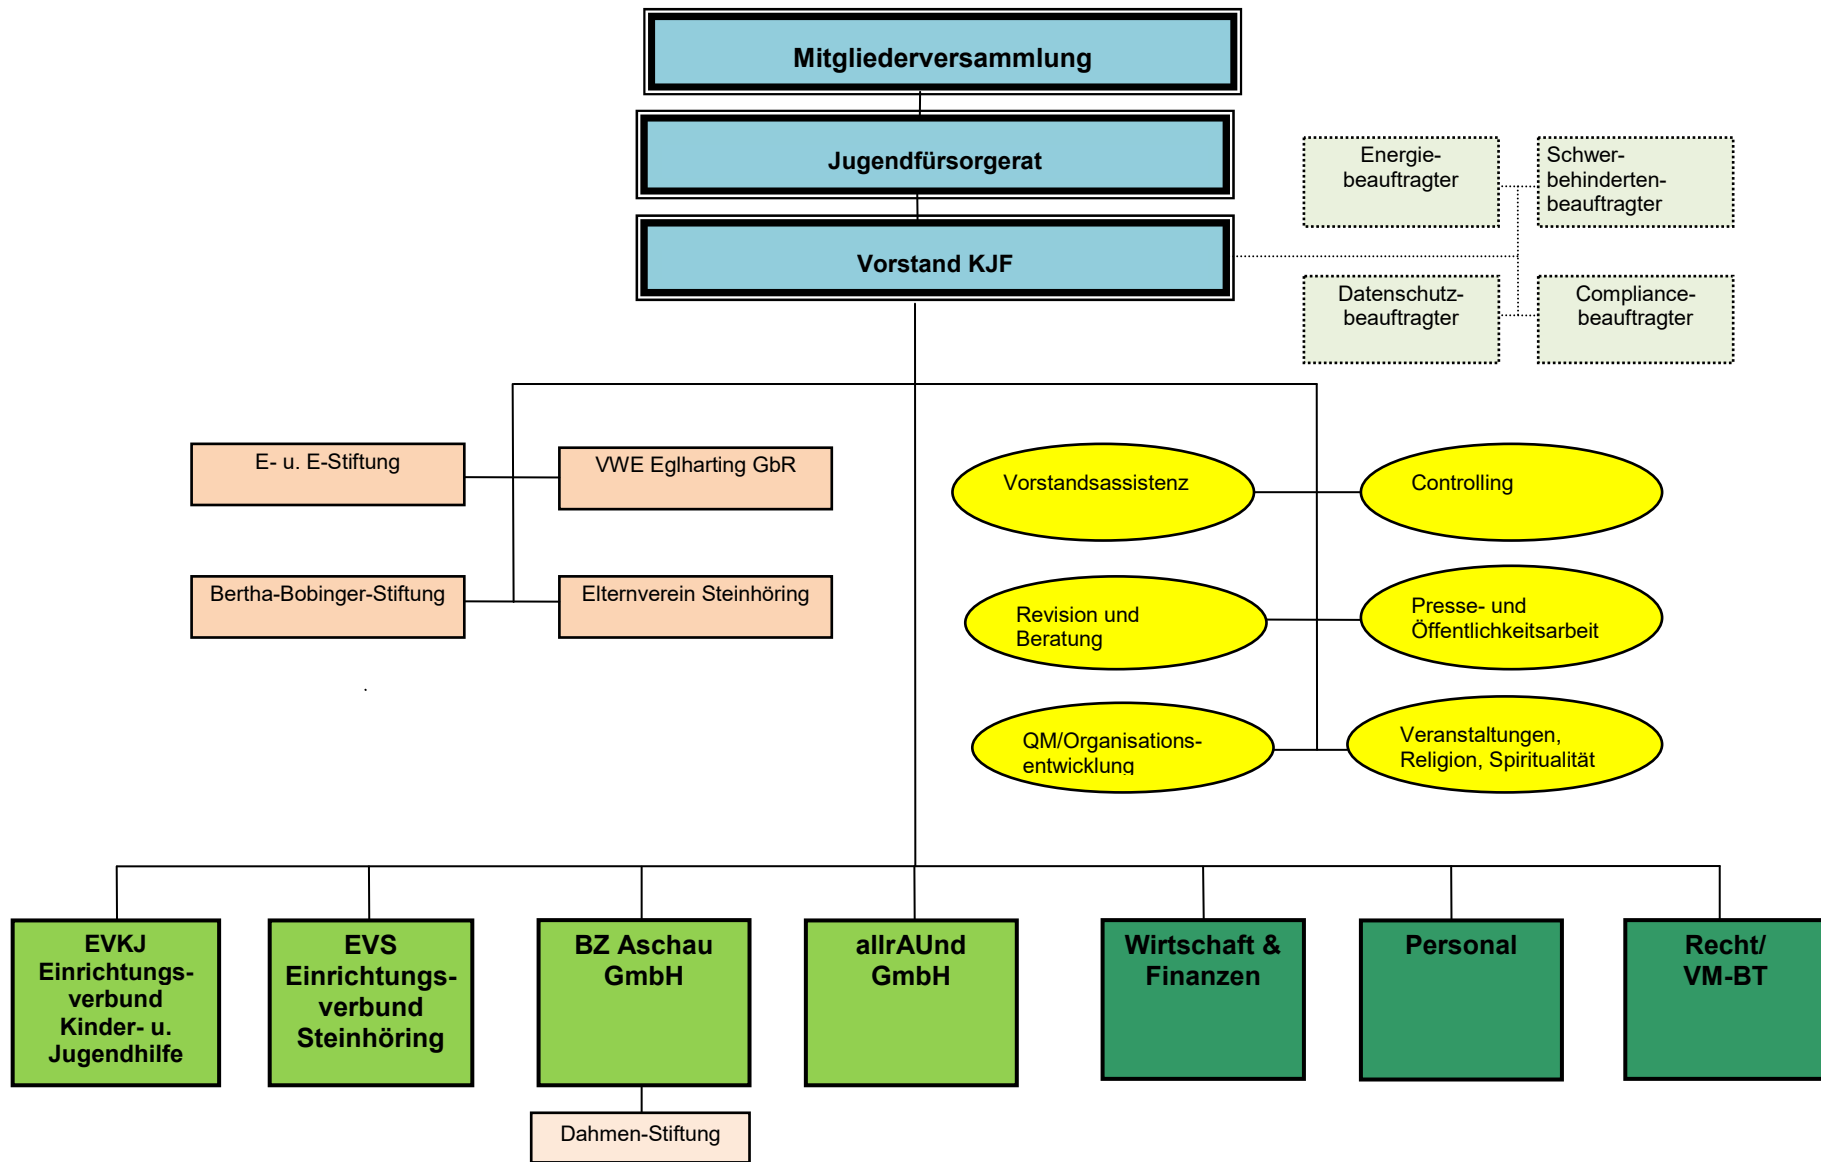 Mitgliederversammlung
Jugendfürsorgerat
Vorstand KJF
Energie-
beauftragter
Schwer-
behinderten-
beauftragter
Datenschutz-
beauftragter
Compliance-
beauftragter
E- u. E-Stiftung
VWE Eglharting GbR
Bertha-Bobinger-Stiftung
Elternverein Steinhöring
.
Vorstandsassistenz
Controlling
Revision und
Beratung
Presse- und
Öffentlichkeitsarbeit
QM/Organisations-
entwicklung
Veranstaltungen,
Religion, Spiritualität
EVKJ
Einrichtungs-
verbund
Kinder- u.
Jugendhilfe
EVS
Einrichtungs-
verbund
Steinhöring
BZ Aschau
GmbH
allrAUnd
GmbH
Wirtschaft &
Finanzen
Personal
Recht/
VM-BT
Dahmen-Stiftung